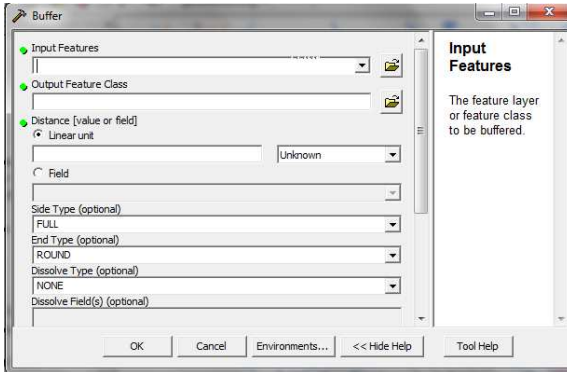 Buffer
Input Features
Output Feature Class
Distance [value or field]
Linear unit
Unknown
Field
Side Type (optional)
FULL
End Type (optional)
ROUND
Dissolve Type (optional)
NONE
Dissolve Field(s) (optional)
OK
Cancel
Environments...
<< Hide Help
Tool Help
Input
Features
The feature layer
or feature class
to be buffered.